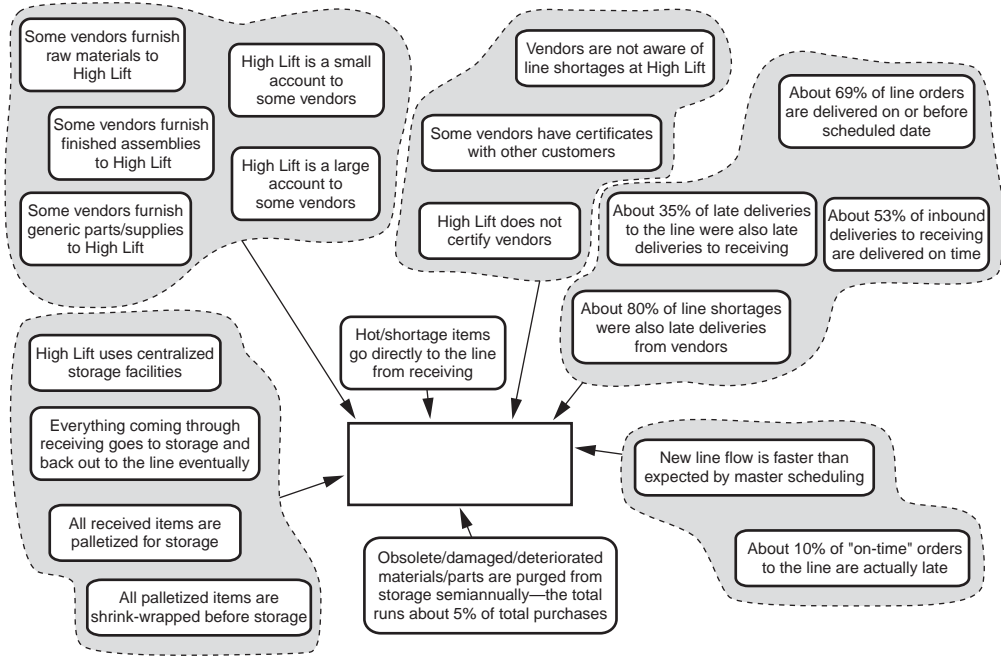 Some vendors furnish
raw materials to
High Lift
High Lift is a small
account to
some vendors
Some vendors furnish
finished assemblies
to High Lift
High Lift is a large
account to
some vendors
Some vendors furnish
generic parts/supplies
to High Lift
Vendors are not aware of
line shortages at High Lift
Some vendors have certificates
with other customers
High Lift does not
certify vendors
About 69% of line orders
are delivered on or before
scheduled date
About 35% of late deliveries
to the line were also late
deliveries to receiving
About 53% of inbound
deliveries to receiving
are delivered on time
About 80% of line shortages
were also late deliveries
from vendors
Hot/shortage items
go directly to the line
from receiving
High Lift uses centralized
storage facilities
Everything coming through
receiving goes to storage and
back out to the line eventually
All received items are
palletized for storage
All palletized items are
shrink-wrapped before storage
Obsolete/damaged/deteriorated
materials/parts are purged from
storage semiannually—the total
runs about 5% of total purchases
New line flow is faster than
expected by master scheduling
About 10% of "on-time" orders
to the line are actually late